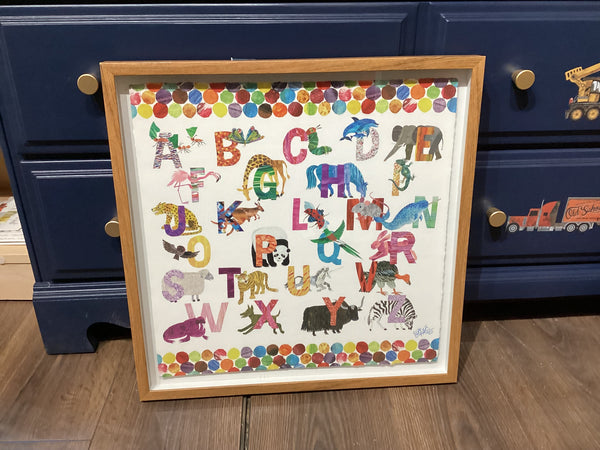 A B C D E
F G H I
J K L M N
O P Q R
S T U V
W X Y Z